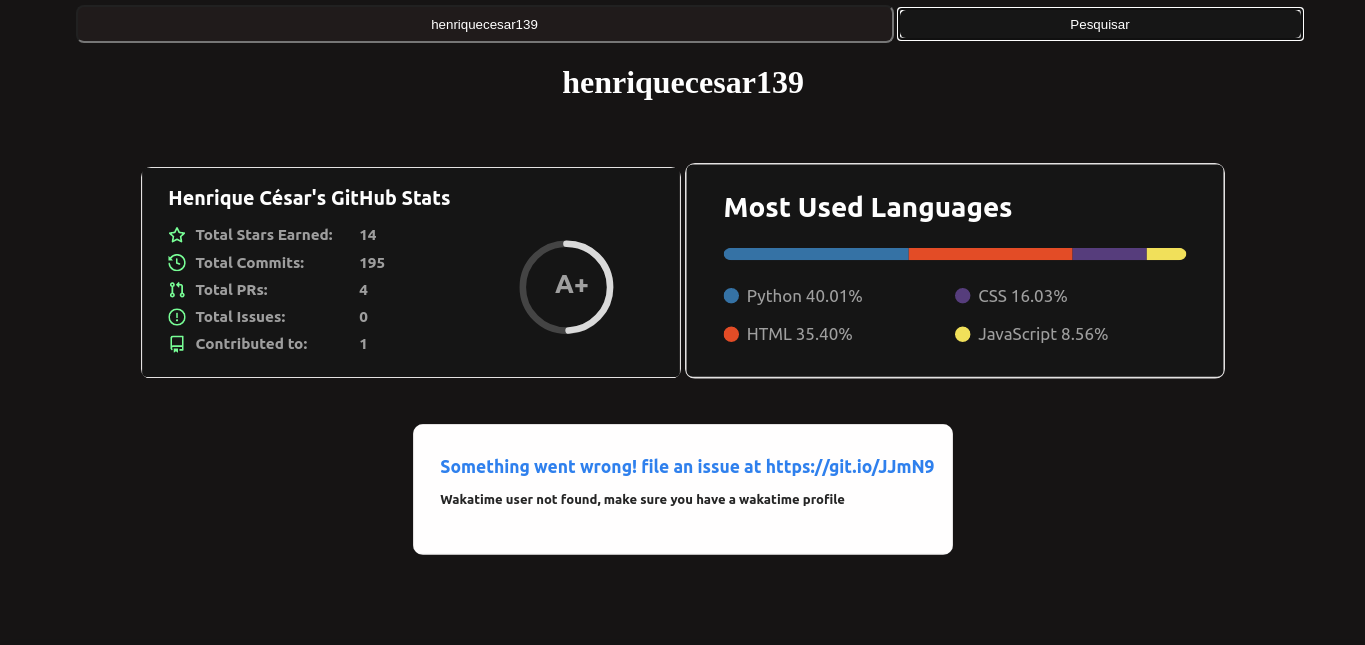 henriquecesar139
Pesquisar
henriquecesar139
Henrique César's GitHub Stats
Total Stars Earned: 14
Total Commits: 195
Total PRs: 4
Total Issues: 0
Contributed to: 1
A+
Most Used Languages
Python 40.01%
CSS 16.03%
HTML 35.40%
JavaScript 8.56%
Something went wrong! file an issue at https://git.io/JJmN9
Wakatime user not found, make sure you have a wakatime profile